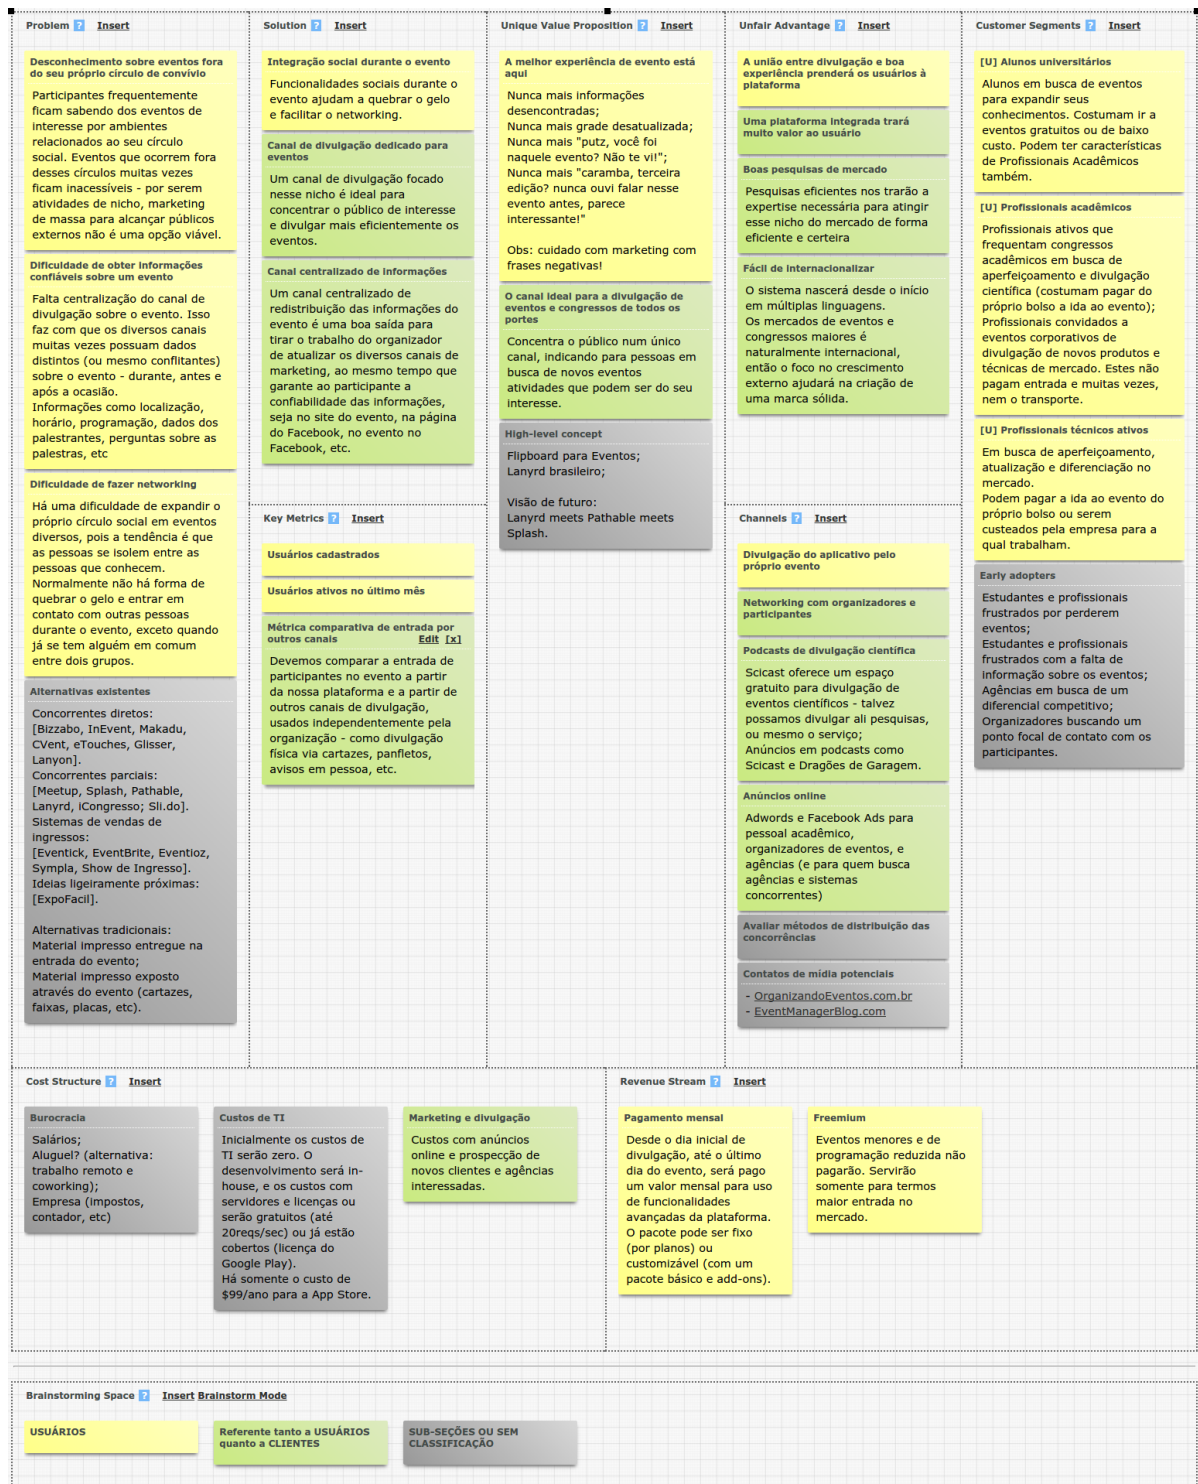 Problem ? Insert
Desconhecimento sobre eventos fora
do seu próprio círculo de convívio
Participantes frequentemente
ficam sabendo dos eventos de
interesse por ambientes
relacionados ao seu círculo
social. Eventos que ocorrem fora
desses círculos muitas vezes
ficam inacessíveis - por serem
atividades de nicho, marketing
de massa para alcançar públicos
externos não é uma opção viável.
Dificuldade de obter informações
confiáveis sobre um evento
Falta centralização do canal de
divulgação sobre o evento. Isso
faz com que os diversos canais
muitas vezes possuam dados
distintos (ou mesmo conflitantes)
sobre o evento - durante, antes e
após a ocasião.
Informações como localização,
horário, programação, dados dos
palestrantes, perguntas sobre as
palestras, etc
Dificuldade de fazer networking
Há uma dificuldade de expandir o
próprio círculo social em eventos
diversos, pois a tendência é que
as pessoas se isolem entre as
pessoas que conhecem.
Normalmente não há forma de
quebrar o gelo e entrar em
contato com outras pessoas
durante o evento, exceto quando
já se tem alguém em comum
entre dois grupos.
Alternativas existentes
Concorrentes diretos:
[Bizzabo, InEvent, Makadu,
CVent, eTouches, Glisser,
Lanyon].
Concorrentes parciais:
[Meetup, Splash, Pathable,
Lanyrd, iCongresso; Sli.do].
Sistemas de vendas de
ingressos:
[Eventick, EventBrite, Eventioz,
Sympla, Show de Ingresso].
Ideias ligeiramente próximas:
[ExpoFacil].
Alternativas tradicionais:
Material impresso entregue na
entrada do evento;
Material impresso exposto
através do evento (cartazes,
faixas, placas, etc).
Solution ? Insert
Integração social durante o evento
Funcionalidades sociais durante o
evento ajudam a quebrar o gelo
e facilitar o networking.
Canal de divulgação dedicado para
eventos
Um canal de divulgação focado
nesse nicho é ideal para
concentrar o público de interesse
e divulgar mais eficientemente os
eventos.
Canal centralizado de informações
Um canal centralizado de
redistribuição das informações do
evento é uma boa saída para
tirar o trabalho do organizador
de atualizar os diversos canais de
marketing, ao mesmo tempo que
garante ao participante a
confiabilidade das informações,
seja no site do evento, na página
do Facebook, no evento no
Facebook, etc.
Key Metrics ? Insert
Usuários cadastrados
Usuários ativos no último mês
Métrica comparativa de entrada por
outros canais Edit [x]
Devemos comparar a entrada de
participantes no evento a partir
da nossa plataforma e a partir de
outros canais de divulgação,
usados independentemente pela
organização - como divulgação
física via cartazes, panfletos,
avisos em pessoa, etc.
Unique Value Proposition ? Insert
A melhor experiência de evento está
aqui
Nunca mais informações
desencontradas;
Nunca mais grade desatualizada;
Nunca mais "putz, você foi
naquele evento? Não te vi!";
Nunca mais "caramba, terceira
edição? nunca ouvi falar nesse
evento antes, parece
interessante!"
Obs: cuidado com marketing com
frases negativas!
O canal ideal para a divulgação de
eventos e congressos de todos os
portes
Concentra o público num único
canal, indicando para pessoas em
busca de novos eventos
atividades que podem ser do seu
interesse.
High-level concept
Flipboard para Eventos;
Lanyrd brasileiro;
Visão de futuro:
Lanyrd meets Pathable meets
Splash.
Unfair Advantage ? Insert
A união entre divulgação e boa
experiência prenderá os usuários à
plataforma
Uma plataforma integrada trará
muito valor ao usuário
Boas pesquisas de mercado
Pesquisas eficientes nos trarão a
expertise necessária para atingir
esse nicho do mercado de forma
eficiente e certeira
Fácil de internacionalizar
O sistema nascerá desde o início
em múltiplas linguagens.
Os mercados de eventos e
congressos maiores é
naturalmente internacional,
então o foco no crescimento
externo ajudará na criação de
uma marca sólida.
Channels ? Insert
Divulgação do aplicativo pelo
próprio evento
Networking com organizadores e
participantes
Podcasts de divulgação científica
Scicast oferece um espaço
gratuito para divulgação de
eventos científicos - talvez
possamos divulgar ali pesquisas,
ou mesmo o serviço;
Anúncios em podcasts como
Scicast e Dragões de Garagem.
Anúncios online
Adwords e Facebook Ads para
pessoal acadêmico,
organizadores de eventos, e
agências (e para quem busca
agências e sistemas
concorrentes)
Avaliar métodos de distribuição das
concorrências
Contatos de mídia potenciais
- OrganizandoEventos.com.br
- EventManagerBlog.com
Customer Segments ? Insert
[U] Alunos universitários
Alunos em busca de eventos
para expandir seus
conhecimentos. Costumam ir a
eventos gratuitos ou de baixo
custo. Podem ter características
de Profissionais Acadêmicos
também.
[U] Profissionais acadêmicos
Profissionais ativos que
frequentam congressos
acadêmicos em busca de
aperfeiçoamento e divulgação
científica (costumam pagar do
próprio bolso a ida ao evento);
Profissionais convidados a
eventos corporativos de
divulgação de novos produtos e
técnicas de mercado. Estes não
pagam entrada e muitas vezes,
nem o transporte.
[U] Profissionais técnicos ativos
Em busca de aperfeiçoamento,
atualização e diferenciação no
mercado.
Podem pagar a ida ao evento do
próprio bolso ou serem
custeados pela empresa para a
qual trabalham.
Early adopters
Estudantes e profissionais
frustrados por perderem
eventos;
Estudantes e profissionais
frustrados com a falta de
informação sobre os eventos;
Agências em busca de um
diferencial competitivo;
Organizadores buscando um
ponto focal de contato com os
participantes.
Cost Structure ? Insert
Burocracia
Salários;
Aluguel? (alternativa:
trabalho remoto e
coworking);
Empresa (impostos,
contador, etc)
Custos de TI
Inicialmente os custos de
TI serão zero. O
desenvolvimento será in-
house, e os custos com
servidores e licenças ou
serão gratuitos (até
20reqs/sec) ou já estão
cobertos (licença do
Google Play).
Há somente o custo de
$99/ano para a App Store.
Marketing e divulgação
Custos com anúncios
online e prospecção de
novos clientes e agências
interessadas.
Revenue Stream ? Insert
Pagamento mensal
Desde o dia inicial de
divulgação, até o último
dia do evento, será pago
um valor mensal para uso
de funcionalidades
avançadas da plataforma.
O pacote pode ser fixo
(por planos) ou
customizável (com um
pacote básico e add-ons).
Freemium
Eventos menores e de
programação reduzida não
pagarão. Servirão
somente para termos
maior entrada no
mercado.
Brainstorming Space ? Insert Brainstorm Mode
USUÁRIOS
Referente tanto a USUÁRIOS
quanto a CLIENTES
SUB-SEÇÕES OU SEM
CLASSIFICAÇÃO